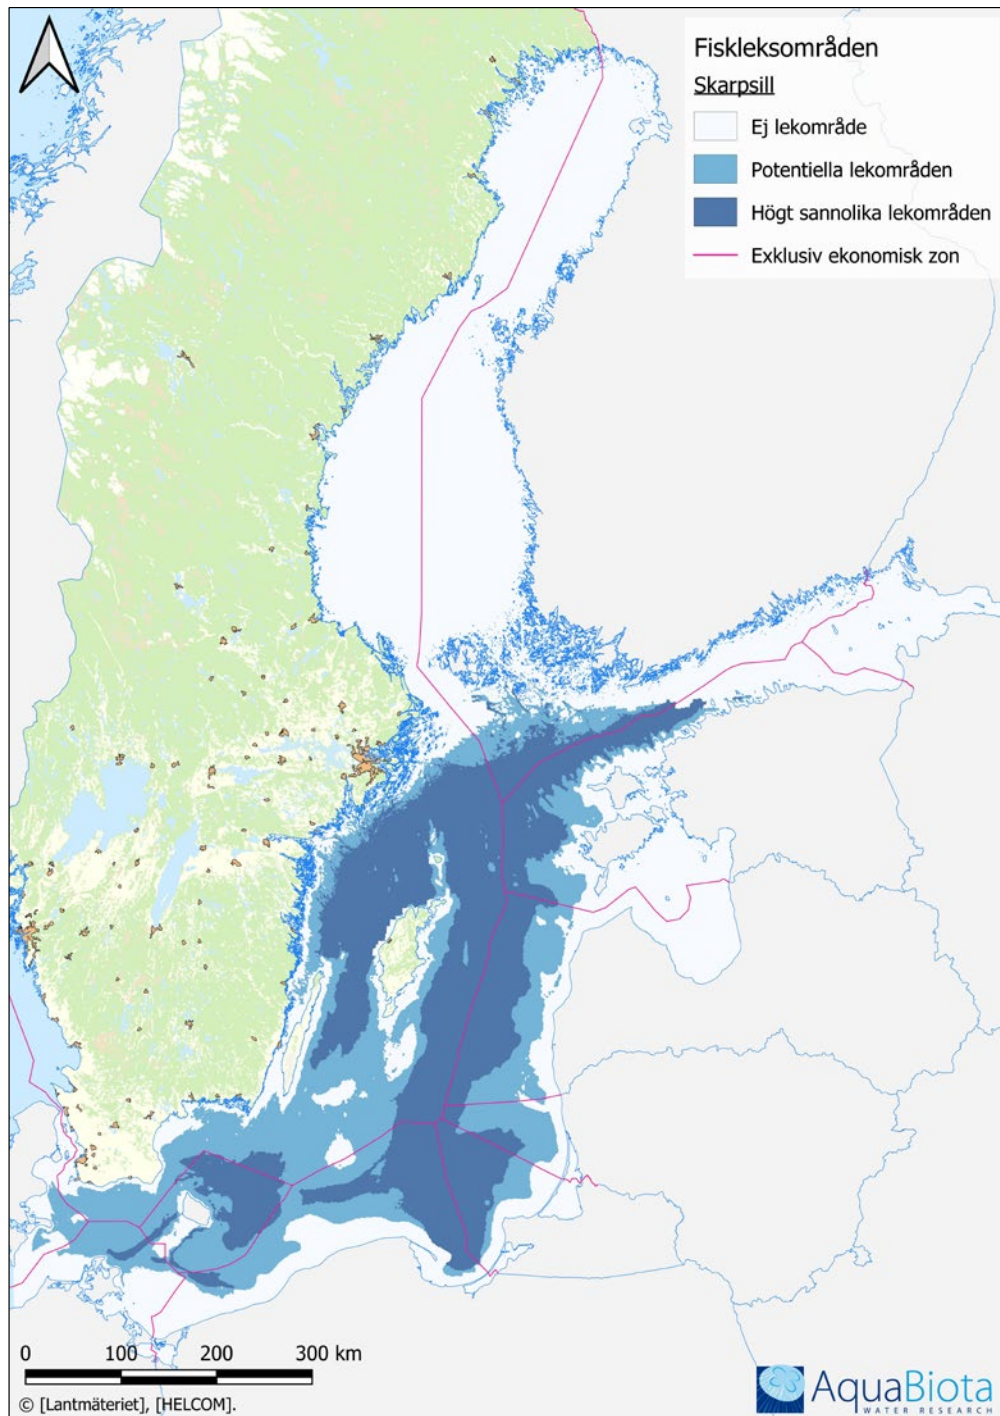 Fiskleksområden
Skarpsill
Ej lekområde
Potentiella lekområden
Högt sannolika lekområden
Exklusiv ekonomisk zon
0 100 200 300 km
© [Lantmäteriet], [HELCOM].
AquaBiota
WATER RESEARCH